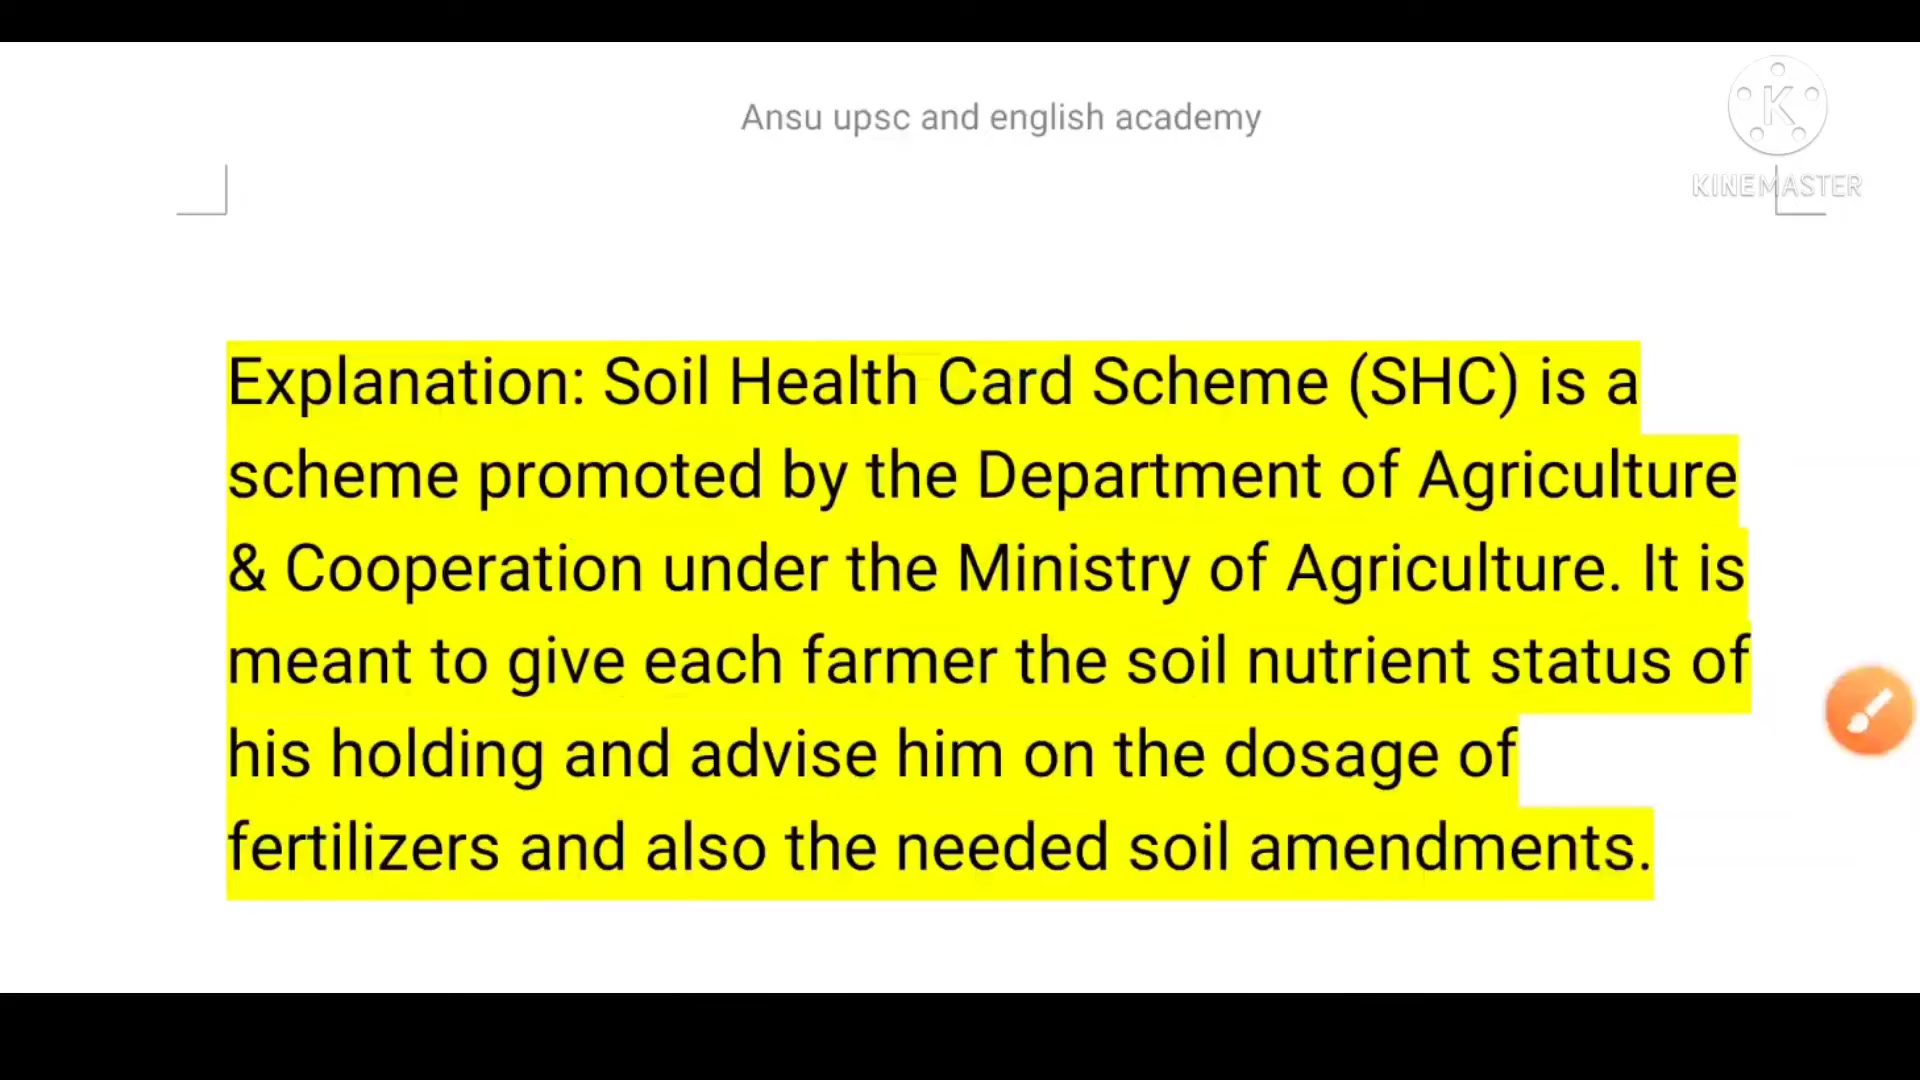 Ansu upsc and english academy
K
KINEMASTER
Explanation: Soil Health Card Scheme (SHC) is a
scheme promoted by the Department of Agriculture
& Cooperation under the Ministry of Agriculture. It is
meant to give each farmer the soil nutrient status of
his holding and advise him on the dosage of
fertilizers and also the needed soil amendments.